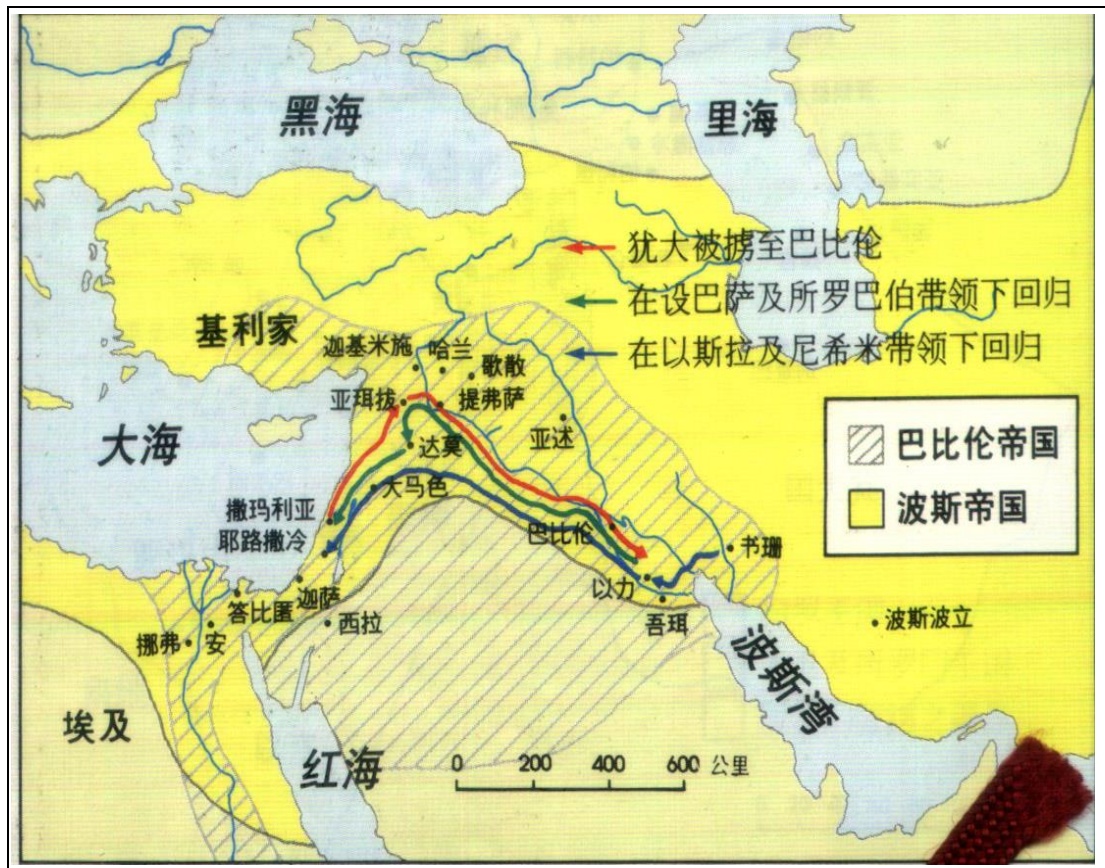 黑海
里海
犹大被掳至巴比伦
在设巴萨及所罗巴伯带领下回归
在以斯拉及尼希米带领下回归
基利家
迦基米施
哈兰
歌散
亚珥拔
提弗萨
大海
达莫
亚述
巴比伦帝国
波斯帝国
大马色
撒玛利亚
耶路撒冷
巴比伦
书珊
以力
答比匿
迦萨
西拉
吾珥
挪弗
安
波斯波立
波斯湾
埃及
红海
0 200 400 600 公里